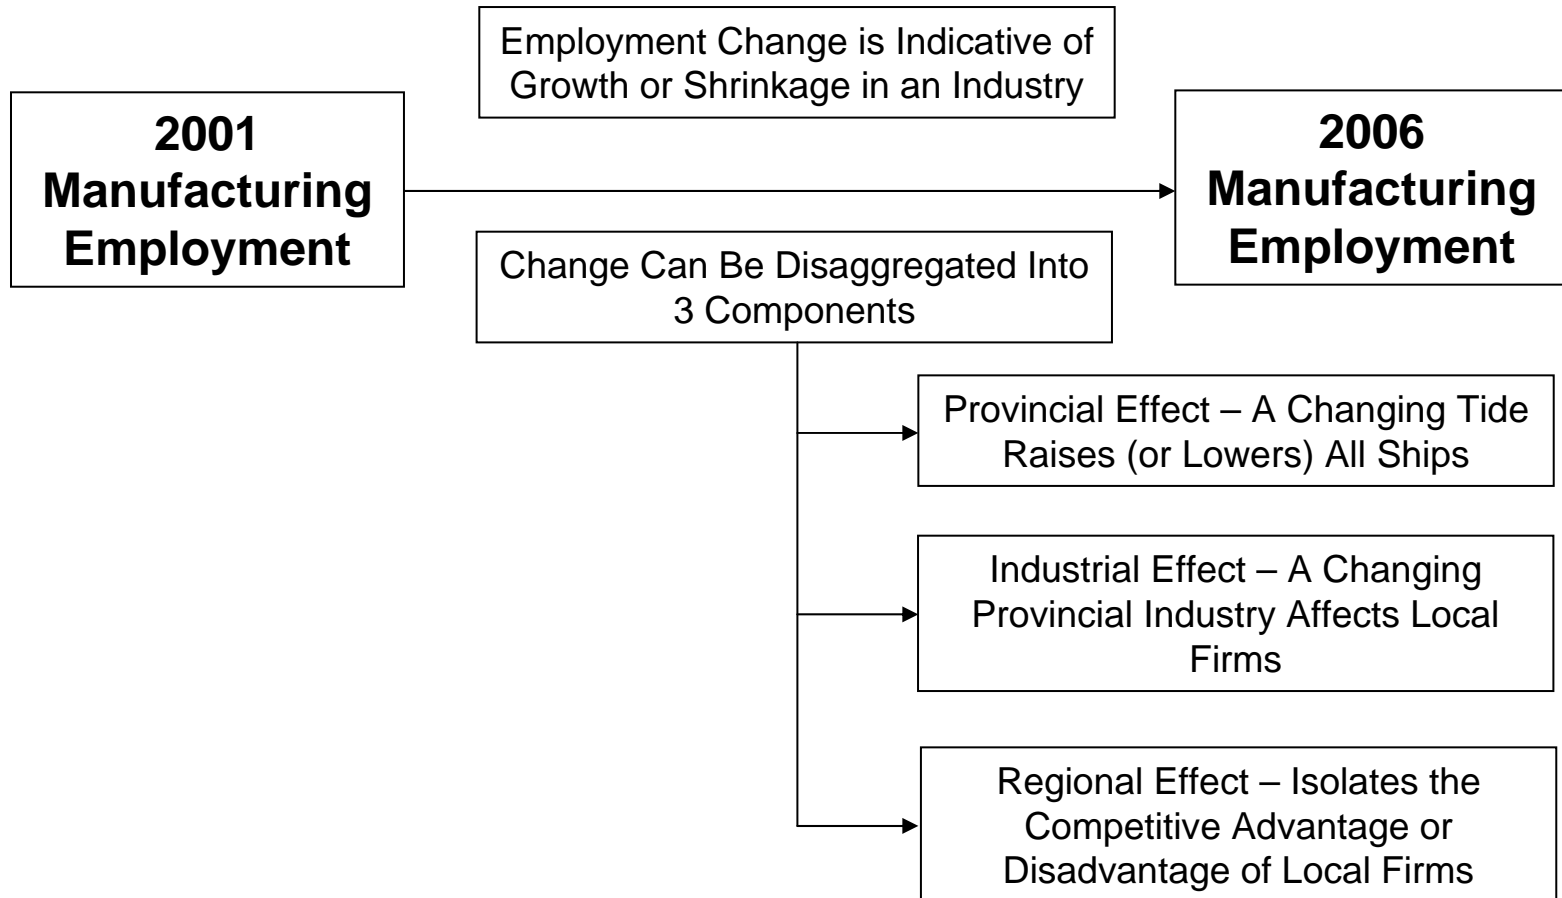 Employment Change is Indicative of
Growth or Shrinkage in an Industry
2001
Manufacturing
Employment
2006
Manufacturing
Employment
Change Can Be Disaggregated Into
3 Components
Provincial Effect – A Changing Tide
Raises (or Lowers) All Ships
Industrial Effect – A Changing
Provincial Industry Affects Local
Firms
Regional Effect – Isolates the
Competitive Advantage or
Disadvantage of Local Firms